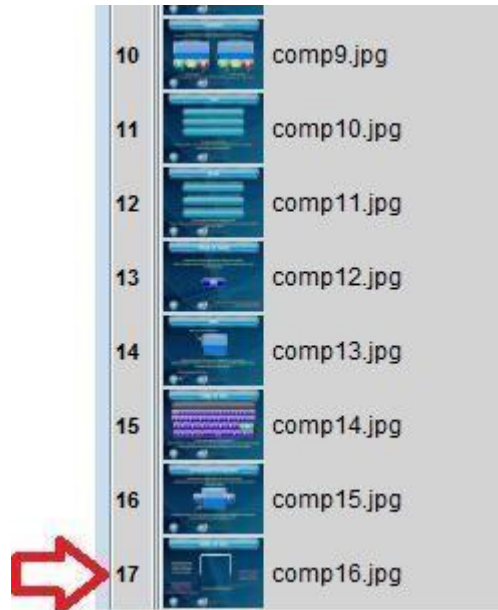 10 comp9.jpg
11 comp10.jpg
12 comp11.jpg
13 comp12.jpg
14 comp13.jpg
15 comp14.jpg
16 comp15.jpg
17 comp16.jpg